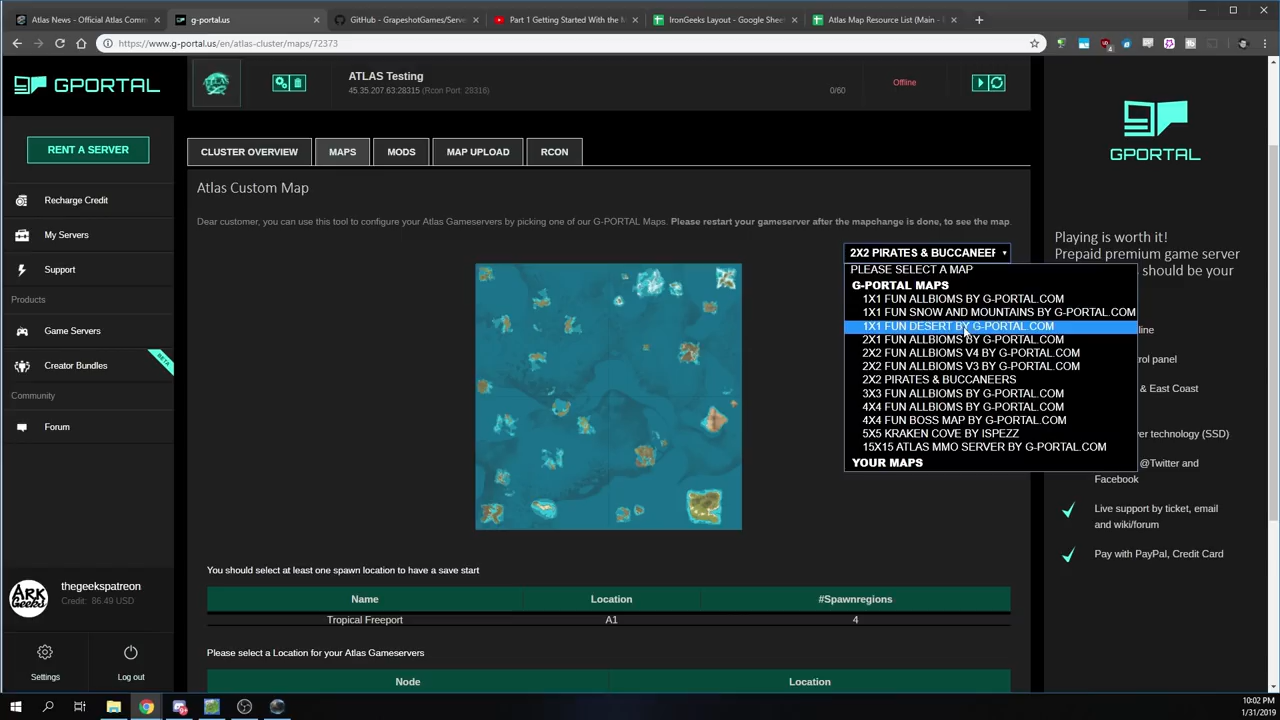 Atlas News - Official Atlas Comm
g-portal.us
GitHub - GrapeshotGames/Serve
Part 1 Getting Started With the M
IronGeeks Layout - Google Sheet
Atlas Map Resource List (Main -
https://www.g-portal.us/en/atlas-cluster/maps/72373
GPORTAL
RENT A SERVER
Recharge Credit
My Servers
Support
Products
Game Servers
Creator Bundles
BETA
Community
Forum
ARK Geeks
thegeekspatreon
Credit: 86.49 USD
Settings
Log out
ATLAS Testing
45.35.207 63:28315 (Rcon Port: 28316)
0/60
Offline
CLUSTER OVERVIEW
MAPS
MODS
MAP UPLOAD
RCON
Atlas Custom Map
Dear customer, you can use this tool to configure your Atlas Gameservers by picking one of our G-PORTAL Maps. Please restart your gameserver after the mapchange is done, to see the map.
2X2 PIRATES & BUCCANEER
PLEASE SELECT A MAP
G-PORTAL MAPS
1X1 FUN ALLBIOMS BY G-PORTAL.COM
1X1 FUN SNOW AND MOUNTAINS BY G-PORTAL.COM
1X1 FUN DESERT BY G-PORTAL.COM
2X1 FUN ALLBIOMS BY G-PORTAL.COM
2X2 FUN ALLBIOMS V4 BY G-PORTAL.COM
2X2 FUN ALLBIOMS V3 BY G-PORTAL.COM
2X2 PIRATES & BUCCANEERS
3X3 FUN ALLBIOMS BY G-PORTAL.COM
4X4 FUN ALLBIOMS BY G-PORTAL.COM
4X4 FUN BOSS MAP BY G-PORTAL.COM
5X5 KRAKEN COVE BY ISPEZZ
15X15 ATLAS MMO SERVER BY G-PORTAL.COM
YOUR MAPS
You should select at least one spawn location to have a save start
Name Location #Spawnregions
Tropical Freeport A1 4
Please select a Location for your Atlas Gameservers
Node Location
GPORTAL
Playing is worth it!
Prepaid premium game server
should be your
line
rol panel
& East Coast
er technology (SSD)
@Twitter and
Facebook
Live support by ticket, email
and wiki/forum
Pay with PayPal, Credit Card
10:02 PM
1/31/2019